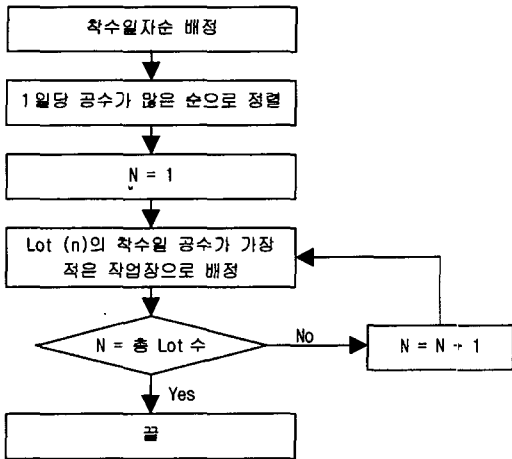 착수일자순 배정
1일당 공수가 많은 순으로 정렬
N = 1
Lot (n)의 착수일 공수가 가장
적은 작업장으로 배정
N = 총 Lot 수
No
N = N + 1
Yes
끝